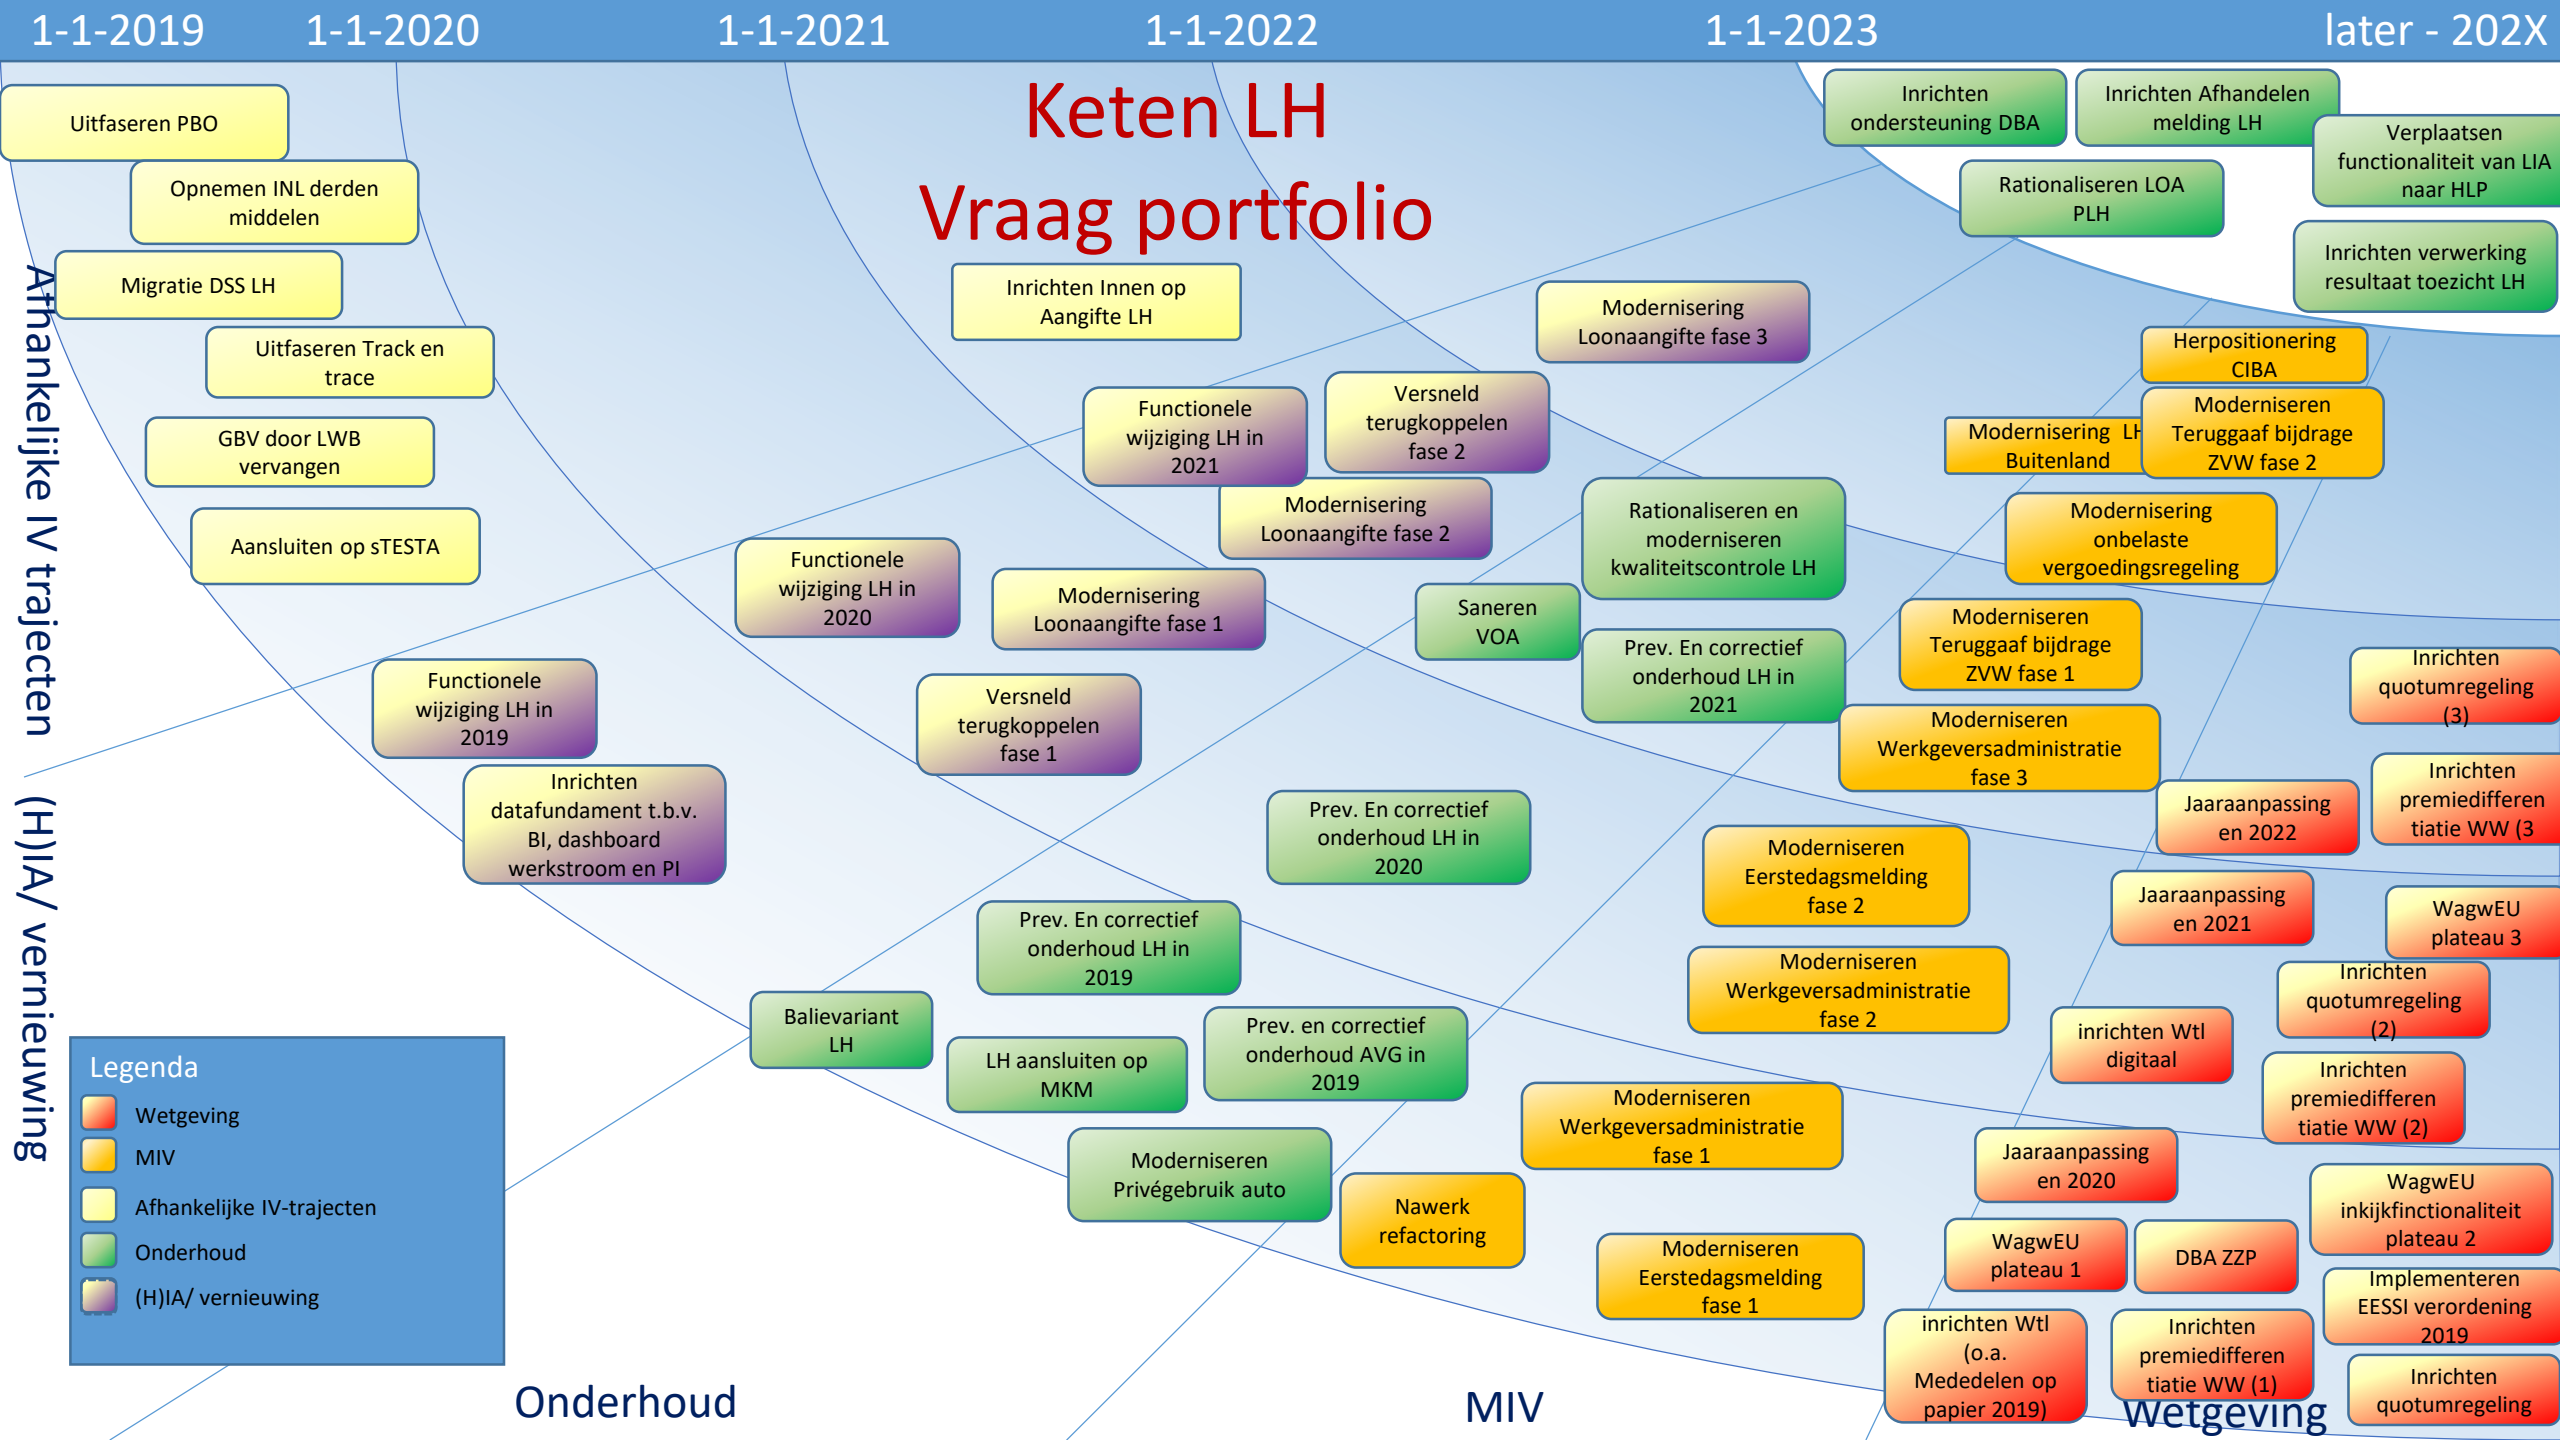 1-1-2019
1-1-2020
1-1-2021
1-1-2022
1-1-2023
later - 202X
Keten LH
Vraag portfolio
Uitfaseren PBO
Opnemen INL derden
middelen
Migratie DSS LH
Uitfaseren Track en
trace
GBV door LWB
vervangen
Aansluiten op sTESTA
Inrichten Innen op
Aangifte LH
Inrichten
ondersteuning DBA
Inrichten Afhandelen
melding LH
Verplaatsen
functionaliteit van LIA
naar HLP
Rationaliseren LOA
PLH
Inrichten verwerking
resultaat toezicht LH
Modernisering
Loonaangifte fase 3
Functionele
wijziging LH in
2021
Versneld
terugkoppelen
fase 2
Modernisering
Loonaangifte fase 2
Functionele
wijziging LH in
2020
Modernisering
Loonaangifte fase 1
Functionele
wijziging LH in
2019
Versneld
terugkoppelen
fase 1
Inrichten
datafundament t.b.v.
BI, dashboard
werkstroom en PI
Rationaliseren en
moderniseren
kwaliteitscontrole LH
Saneren
VOA
Prev. En correctief
onderhoud LH in
2021
Prev. En correctief
onderhoud LH in
2020
Prev. En correctief
onderhoud LH in
2019
Balievariant
LH
LH aansluiten op
MKM
Prev. en correctief
onderhoud AVG in
2019
Moderniseren
Privégebruik auto
Herpositionering
CIBA
Modernisering LH
Buitenland
Moderniseren
Teruggaaf bijdrage
ZVW fase 2
Modernisering
onbelaste
vergoedingsregeling
Moderniseren
Teruggaaf bijdrage
ZVW fase 1
Moderniseren
Werkgeversadministratie
fase 3
Moderniseren
Eerstedagsmelding
fase 2
Moderniseren
Werkgeversadministratie
fase 2
Moderniseren
Werkgeversadministratie
fase 1
Nawerk
refactoring
Moderniseren
Eerstedagsmelding
fase 1
Inrichten
quotumregeling
(3)
Inrichten
premiedifferen
tiatie WW (3
Jaaraanpassing
en 2022
Jaaraanpassing
en 2021
WagwEU
plateau 3
Inrichten
quotumregeling
(2)
inrichten Wtl
digitaal
Inrichten
premiedifferen
tiatie WW (2)
Jaaraanpassing
en 2020
WagwEU
inkijkfinctionaliteit
plateau 2
WagwEU
plateau 1
DBA ZZP
Implementeren
EESSI verordening
2019
inrichten Wtl
(o.a.
Mededelen op
papier 2019)
Inrichten
premiedifferen
tiatie WW (1)
Inrichten
quotumregeling
Afhankelijke IV trajecten
(H)IA/ vernieuwing
Onderhoud
MIV
Wetgeving
Legenda
Wetgeving
MIV
Afhankelijke IV-trajecten
Onderhoud
(H)IA/ vernieuwing